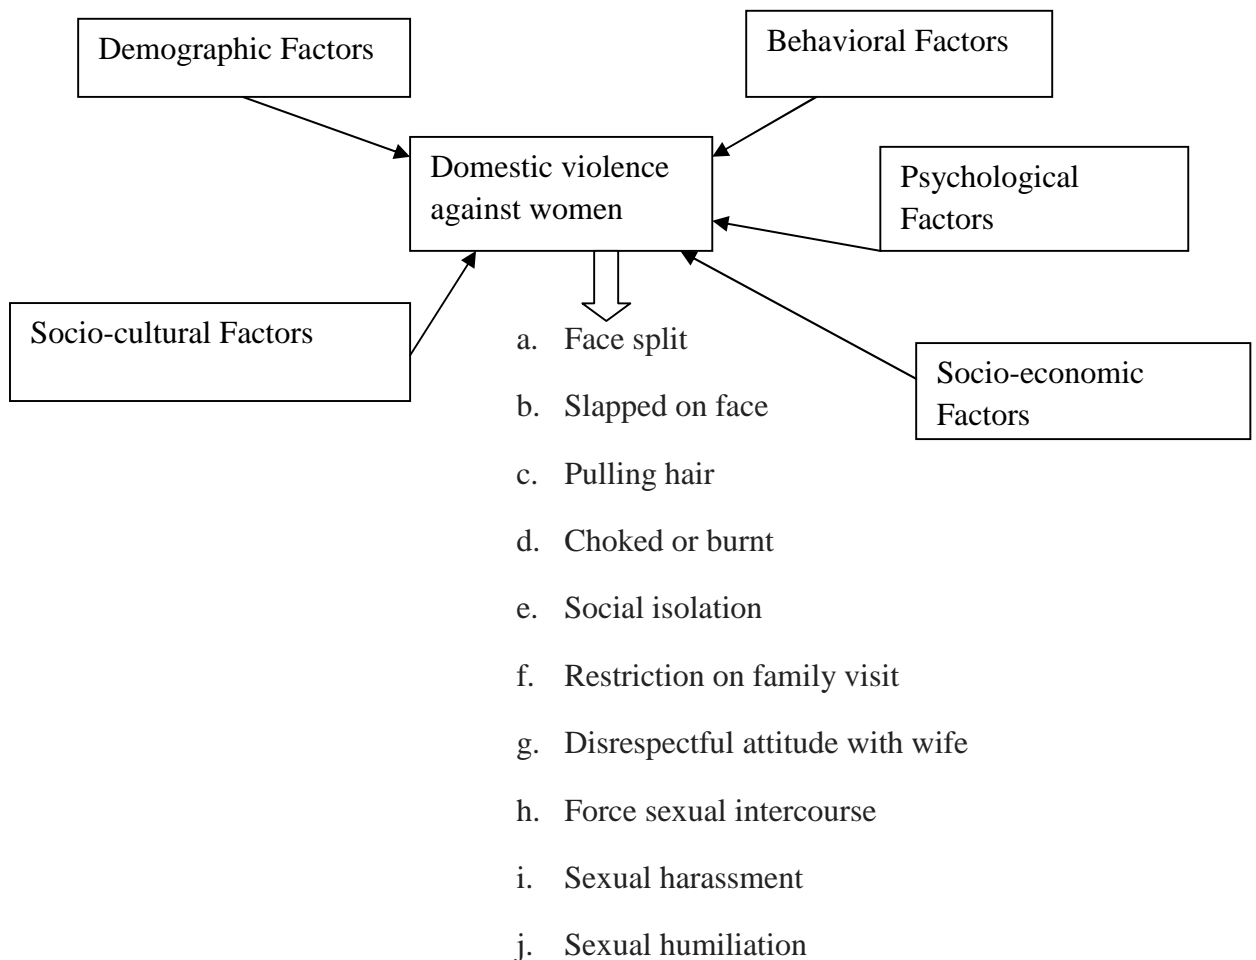 Demographic Factors
Behavioral Factors
Domestic violence
against women
Psychological
Factors
Socio-cultural Factors
Socio-economic
Factors
a. Face split
b. Slapped on face
c. Pulling hair
d. Choked or burnt
e. Social isolation
f. Restriction on family visit
g. Disrespectful attitude with wife
h. Force sexual intercourse
i. Sexual harassment
j. Sexual humiliation